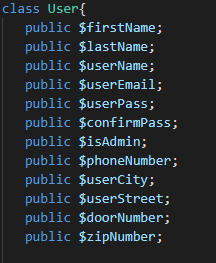 class User{
    public $firstName;
    public $lastName;
    public $userName;
    public $userEmail;
    public $userPass;
    public $confirmPass;
    public $isAdmin;
    public $phoneNumber;
    public $userCity;
    public $userStreet;
    public $doorNumber;
    public $zipNumber;